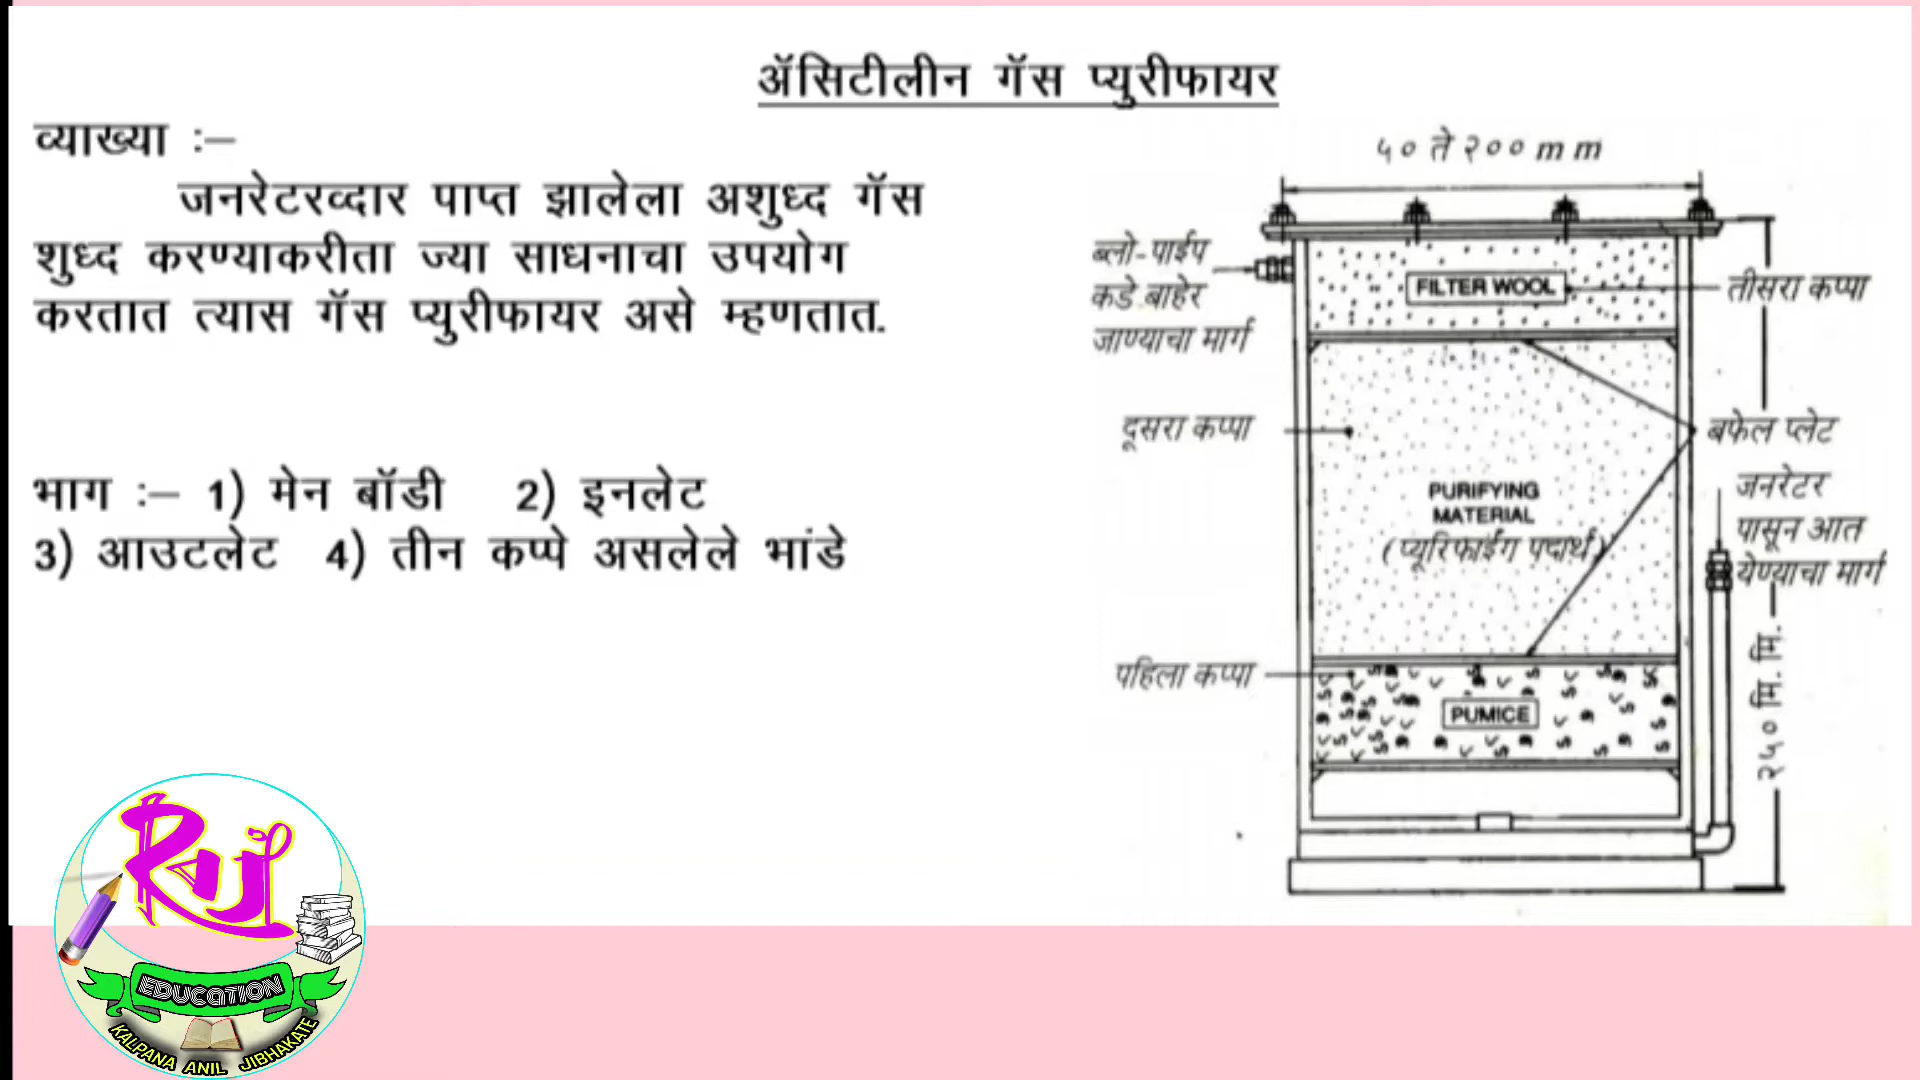 ॲसिटीलीन गॅस प्युरीफायर
व्याख्या :–
जनरेटरव्दार पाप्त झालेला अशुध्द गॅस
शुध्द करण्याकरीता ज्या साधनाचा उपयोग
करतात त्यास गॅस प्युरीफायर असे म्हणतात.
भाग :– 1) मेन बॉडी 2) इनलेट
3) आउटलेट 4) तीन कप्पे असलेले भांडे
५० ते २०० mm
ब्लो-पाईप
कडे बाहेर
जाण्याचा मार्ग
FILTER WOOL
तीसरा कप्पा
दूसरा कप्पा
बफेल प्लेट
PURIFYING
MATERIAL
(प्यूरिफाईंग पदार्थ)
जनरेटर
पासून आत
येण्याचा मार्ग
पहिला कप्पा
PUMICE
२५० मि. मि.
RUJ
EDUCATION
KALPANA ANIL JIBHAKATE